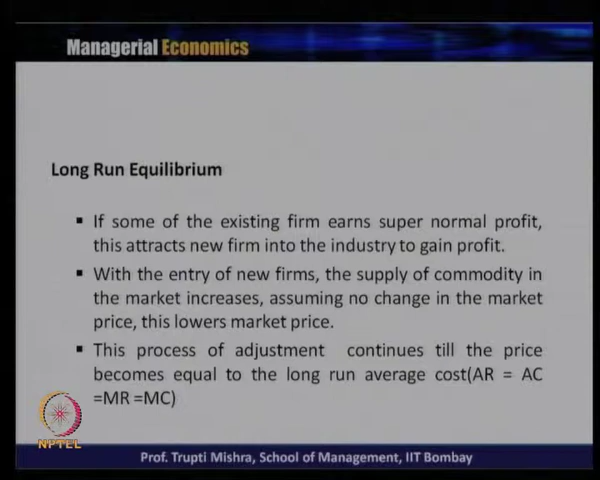 Managerial Economics
Long Run Equilibrium
▪ If some of the existing firm earns super normal profit,
this attracts new firm into the industry to gain profit.
▪ With the entry of new firms, the supply of commodity in
the market increases, assuming no change in the market
price, this lowers market price.
▪ This process of adjustment continues till the price
becomes equal to the long run average cost(AR = AC
=MR =MC)
NPTEL
Prof. Trupti Mishra, School of Management, IIT Bombay